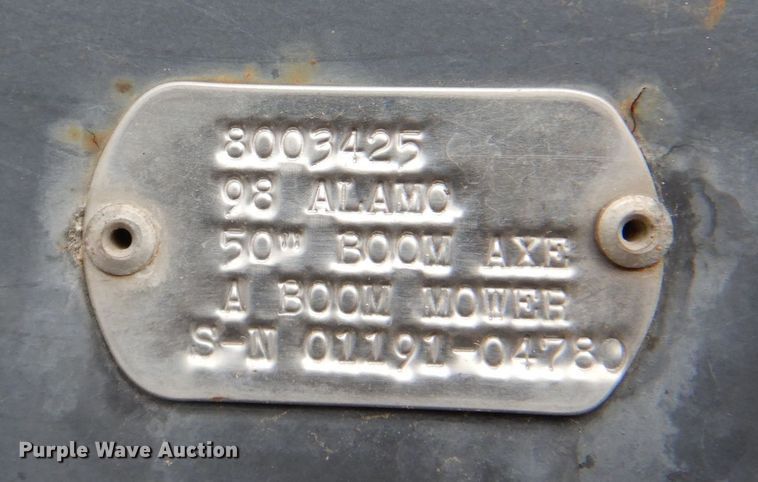 8003425
98 ALAMO
50" BOOM AXE
A BOOM MOWER
S-N 01191-04780
Purple Wave Auction